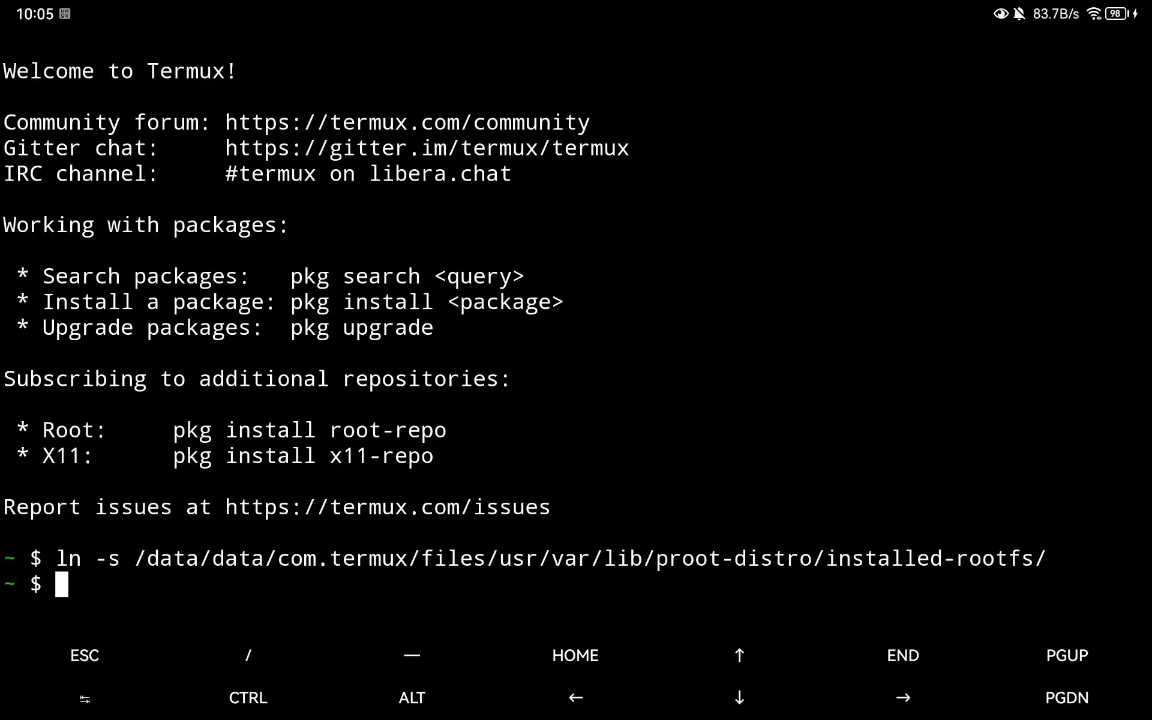 10:05
83.7B/s 98
Welcome to Termux!
Community forum: https://termux.com/community
Gitter chat:     https://gitter.im/termux/termux
IRC channel:     #termux on libera.chat
Working with packages:
* Search packages:   pkg search <query>
* Install a package: pkg install <package>
* Upgrade packages:  pkg upgrade
Subscribing to additional repositories:
* Root:     pkg install root-repo
* X11:      pkg install x11-repo
Report issues at https://termux.com/issues
~ $ ln -s /data/data/com.termux/files/usr/var/lib/proot-distro/installed-rootfs/
~ $
ESC / — HOME ↑ END PGUP
↹ CTRL ALT ← ↓ → PGDN